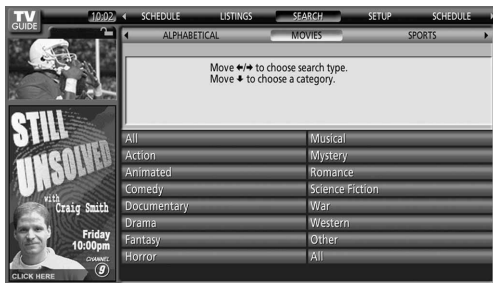 TV
GUIDE
10:02
SCHEDULE LISTINGS SEARCH SETUP SCHEDULE
ALPHABETICAL MOVIES SPORTS
Move ←/→ to choose search type.
Move ↓ to choose a category.
All Musical
Action Mystery
Animated Romance
Comedy Science Fiction
Documentary War
Drama Western
Fantasy Other
Horror All
STILL
UNSOLVED
with
Craig Smith
Friday
10:00pm
CHANNEL
9
CLICK HERE